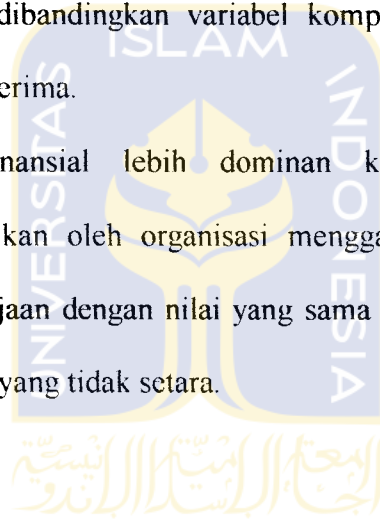 dibandingkan variabel komp
ISLAM
erima.
nansial lebih dominan k
kan oleh organisasi mengga
jaan dengan nilai yang sama
yang tidak setara.
UNIVERSITAS
INDONESIA